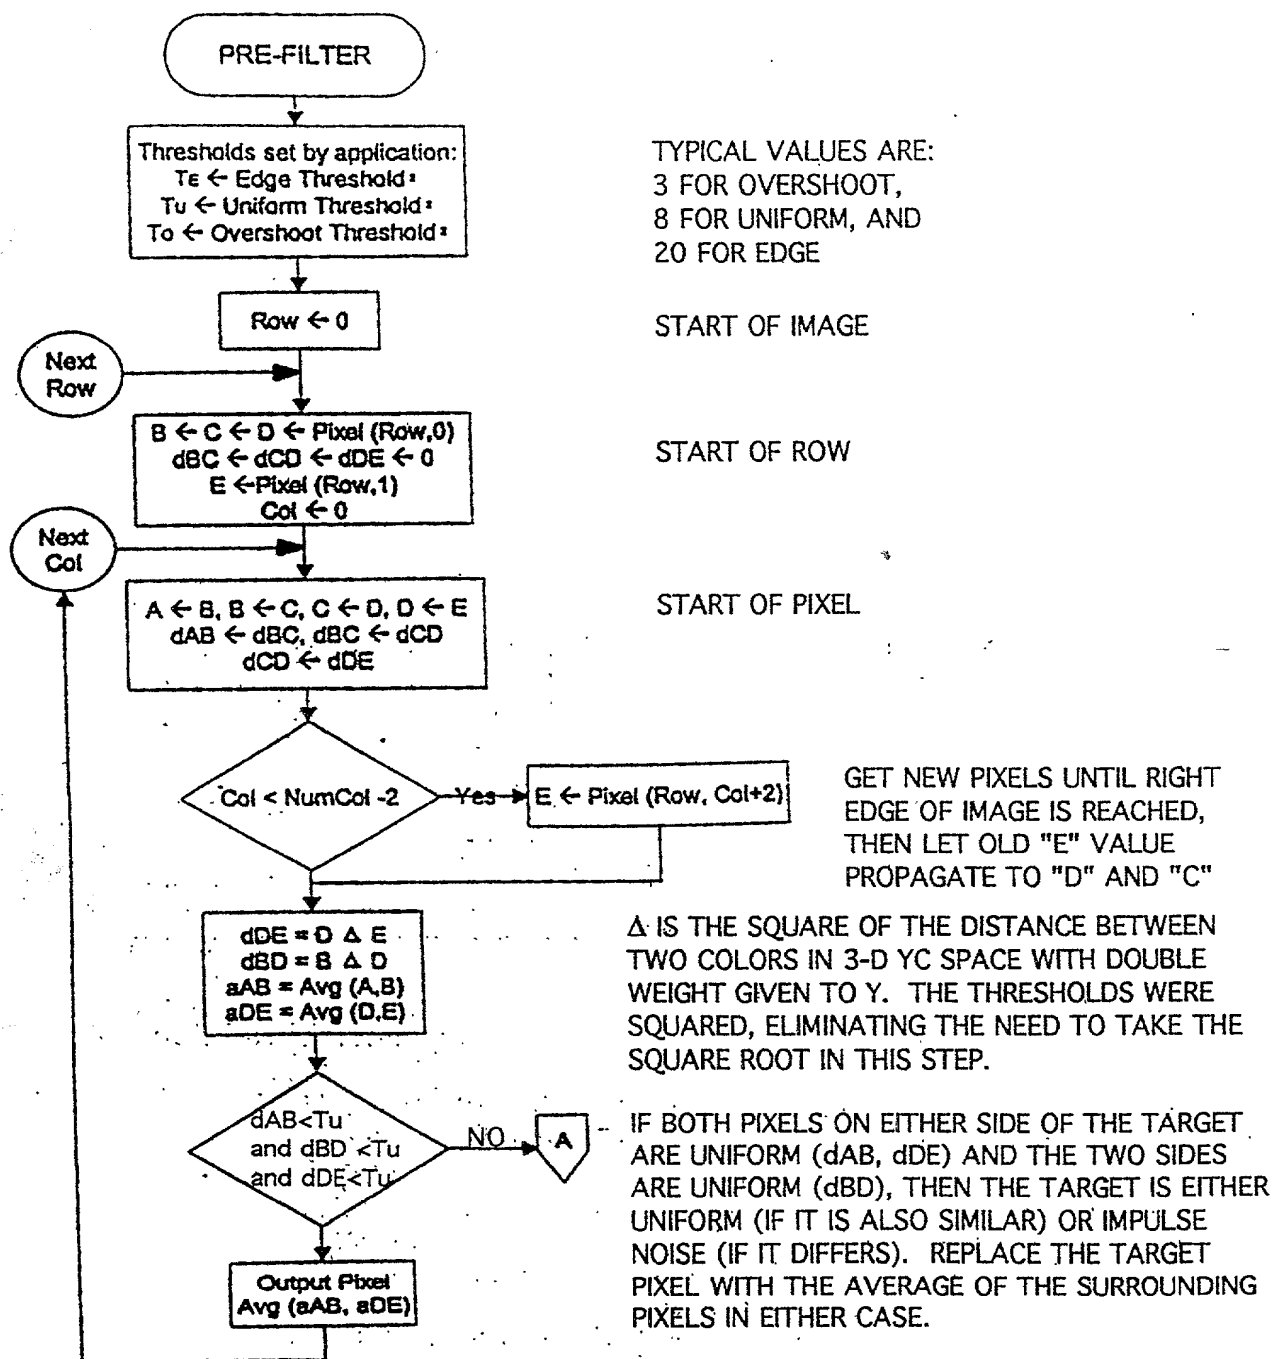 PRE-FILTER
Thresholds set by application:
TE ← Edge Threshold²
Tu ← Uniform Threshold²
To ← Overshoot Threshold²
TYPICAL VALUES ARE:
3 FOR OVERSHOOT,
8 FOR UNIFORM, AND
20 FOR EDGE
Row ← 0
START OF IMAGE
Next
Row
B ← C ← D ← Pixel (Row,0)
dBC ← dCD ← dDE ← 0
E ←Pixel (Row,1)
Col ← 0
START OF ROW
Next
Col
A ← B, B ← C, C ← D, D ← E
dAB ← dBC, dBC ← dCD
dCD ← dDE
START OF PIXEL
Col < NumCol -2
Yes
E ← Pixel (Row, Col+2)
GET NEW PIXELS UNTIL RIGHT
EDGE OF IMAGE IS REACHED,
THEN LET OLD "E" VALUE
PROPAGATE TO "D" AND "C"
dDE = D Δ E
dBD = B Δ D
aAB = Avg (A,B)
aDE = Avg (D,E)
Δ IS THE SQUARE OF THE DISTANCE BETWEEN
TWO COLORS IN 3-D YC SPACE WITH DOUBLE
WEIGHT GIVEN TO Y. THE THRESHOLDS WERE
SQUARED, ELIMINATING THE NEED TO TAKE THE
SQUARE ROOT IN THIS STEP.
dAB<Tu
and dBD <Tu
and dDE<Tu
NO
A
IF BOTH PIXELS ON EITHER SIDE OF THE TARGET
ARE UNIFORM (dAB, dDE) AND THE TWO SIDES
ARE UNIFORM (dBD), THEN THE TARGET IS EITHER
UNIFORM (IF IT IS ALSO SIMILAR) OR IMPULSE
NOISE (IF IT DIFFERS). REPLACE THE TARGET
PIXEL WITH THE AVERAGE OF THE SURROUNDING
PIXELS IN EITHER CASE.
Output Pixel
Avg (aAB, aDE)